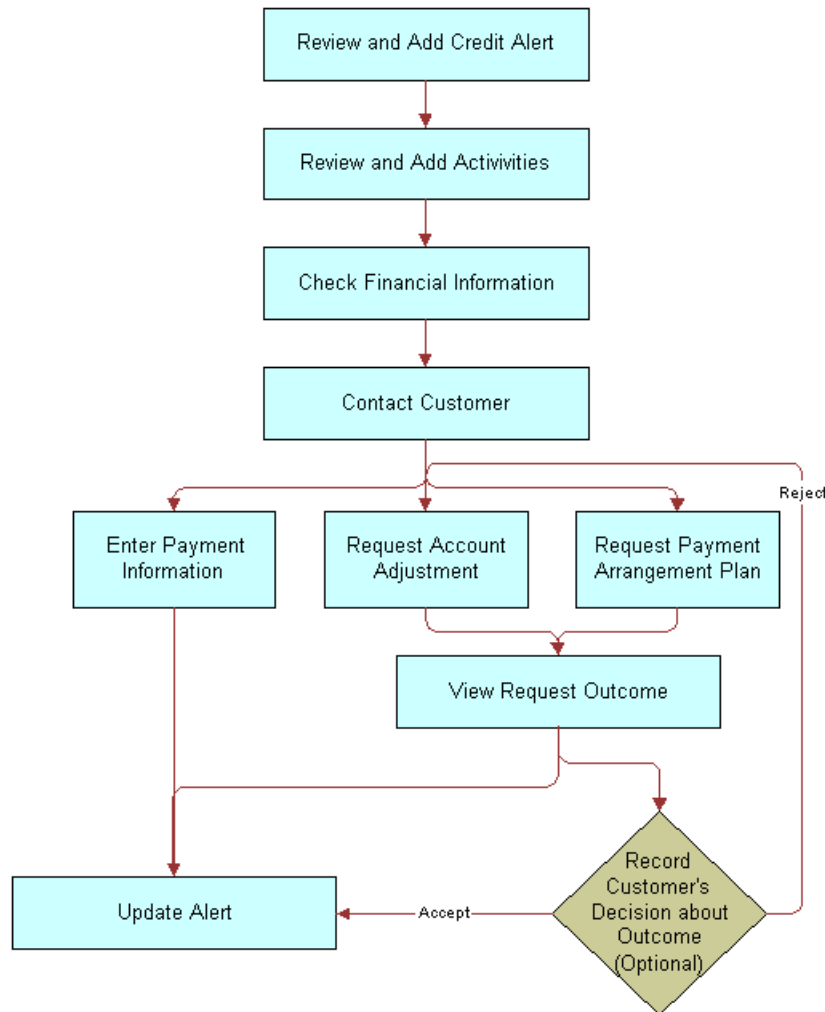 Review and Add Credit Alert
Review and Add Activivities
Check Financial Information
Contact Customer
Reject
Enter Payment
Information
Request Account
Adjustment
Request Payment
Arrangement Plan
View Request Outcome
Record
Customer's
Decision about
Outcome
(Optional)
Update Alert
Accept